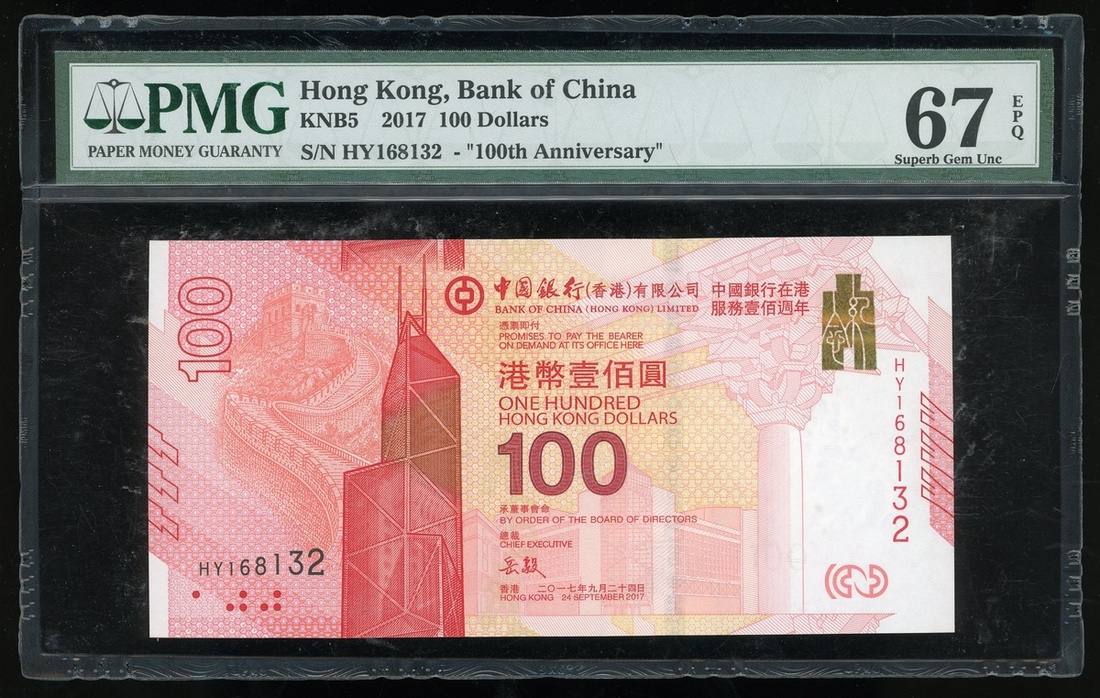 PMG
PAPER MONEY GUARANTY
Hong Kong, Bank of China
KNB5 2017 100 Dollars
S/N HY168132 - "100th Anniversary"
67
EPQ
Superb Gem Unc
100
中国銀行(香港)有限公司
BANK OF CHINA (HONG KONG) LIMITED
中國銀行在港
服務壹佰週年
憑票即付
PROMISES TO PAY THE BEARER
ON DEMAND AT ITS OFFICE HERE
港幣壹佰圓
ONE HUNDRED
HONG KONG DOLLARS
100
承董事會命
BY ORDER OF THE BOARD OF DIRECTORS
總裁
CHIEF EXECUTIVE
岳毅
香港 二〇一七年九月二十四日
HONG KONG 24 SEPTEMBER 2017
HY168132
HY168132